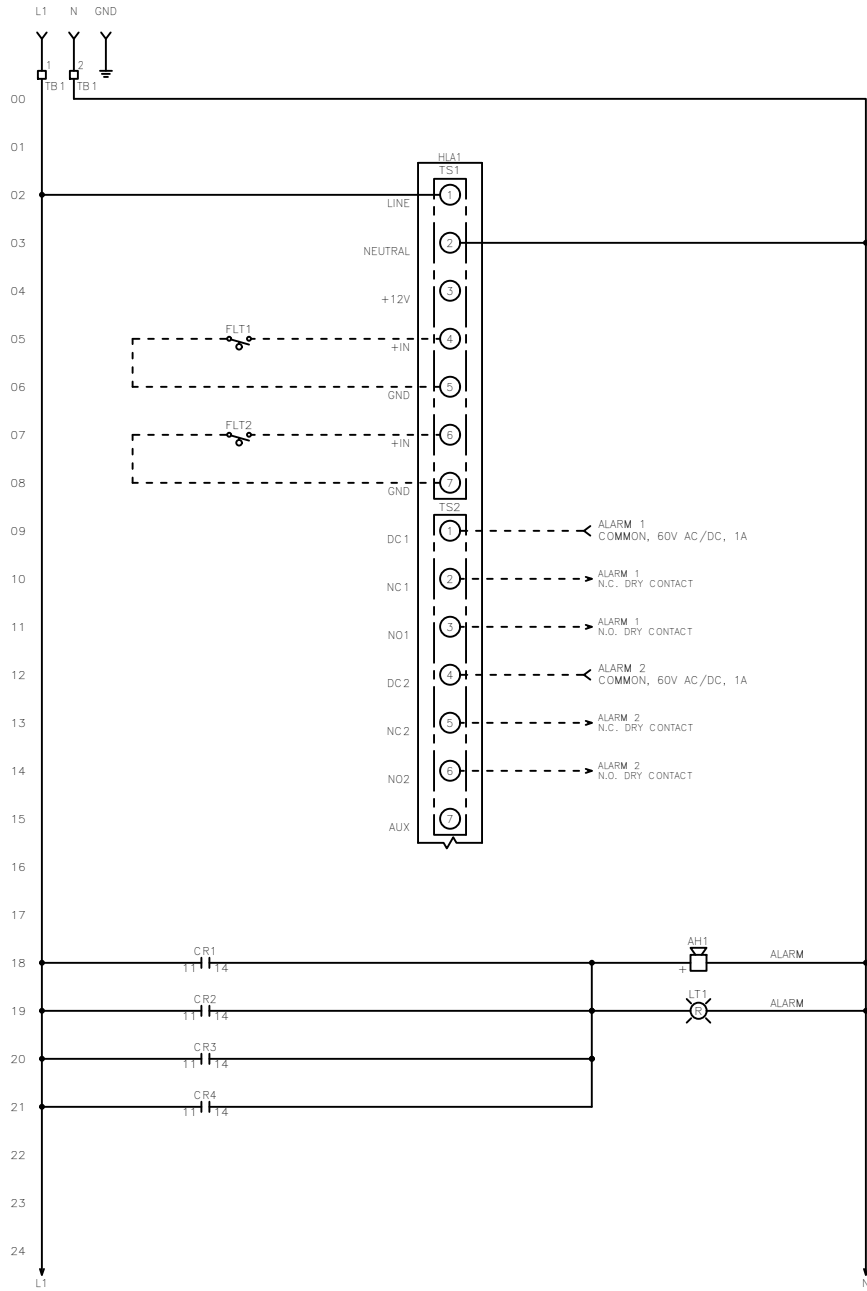 L1 N GND
1 2
TB1 TB1
00
01
HLA1
TS1
02 LINE 1
03 NEUTRAL 2
04 +12V 3
FLT1
05 +IN 4
06 GND 5
FLT2
07 +IN 6
08 GND 7
TS2
09 DC1 1 ALARM 1
COMMON, 60V AC/DC, 1A
10 NC1 2 ALARM 1
N.C. DRY CONTACT
11 NO1 3 ALARM 1
N.O. DRY CONTACT
12 DC2 4 ALARM 2
COMMON, 60V AC/DC, 1A
13 NC2 5 ALARM 2
N.C. DRY CONTACT
14 NO2 6 ALARM 2
N.O. DRY CONTACT
15 AUX 7
16
17
CR1 AH1 ALARM
18 11 14 +
CR2 LT1 ALARM
19 11 14 R
CR3
20 11 14
CR4
21 11 14
22
23
24
L1 N